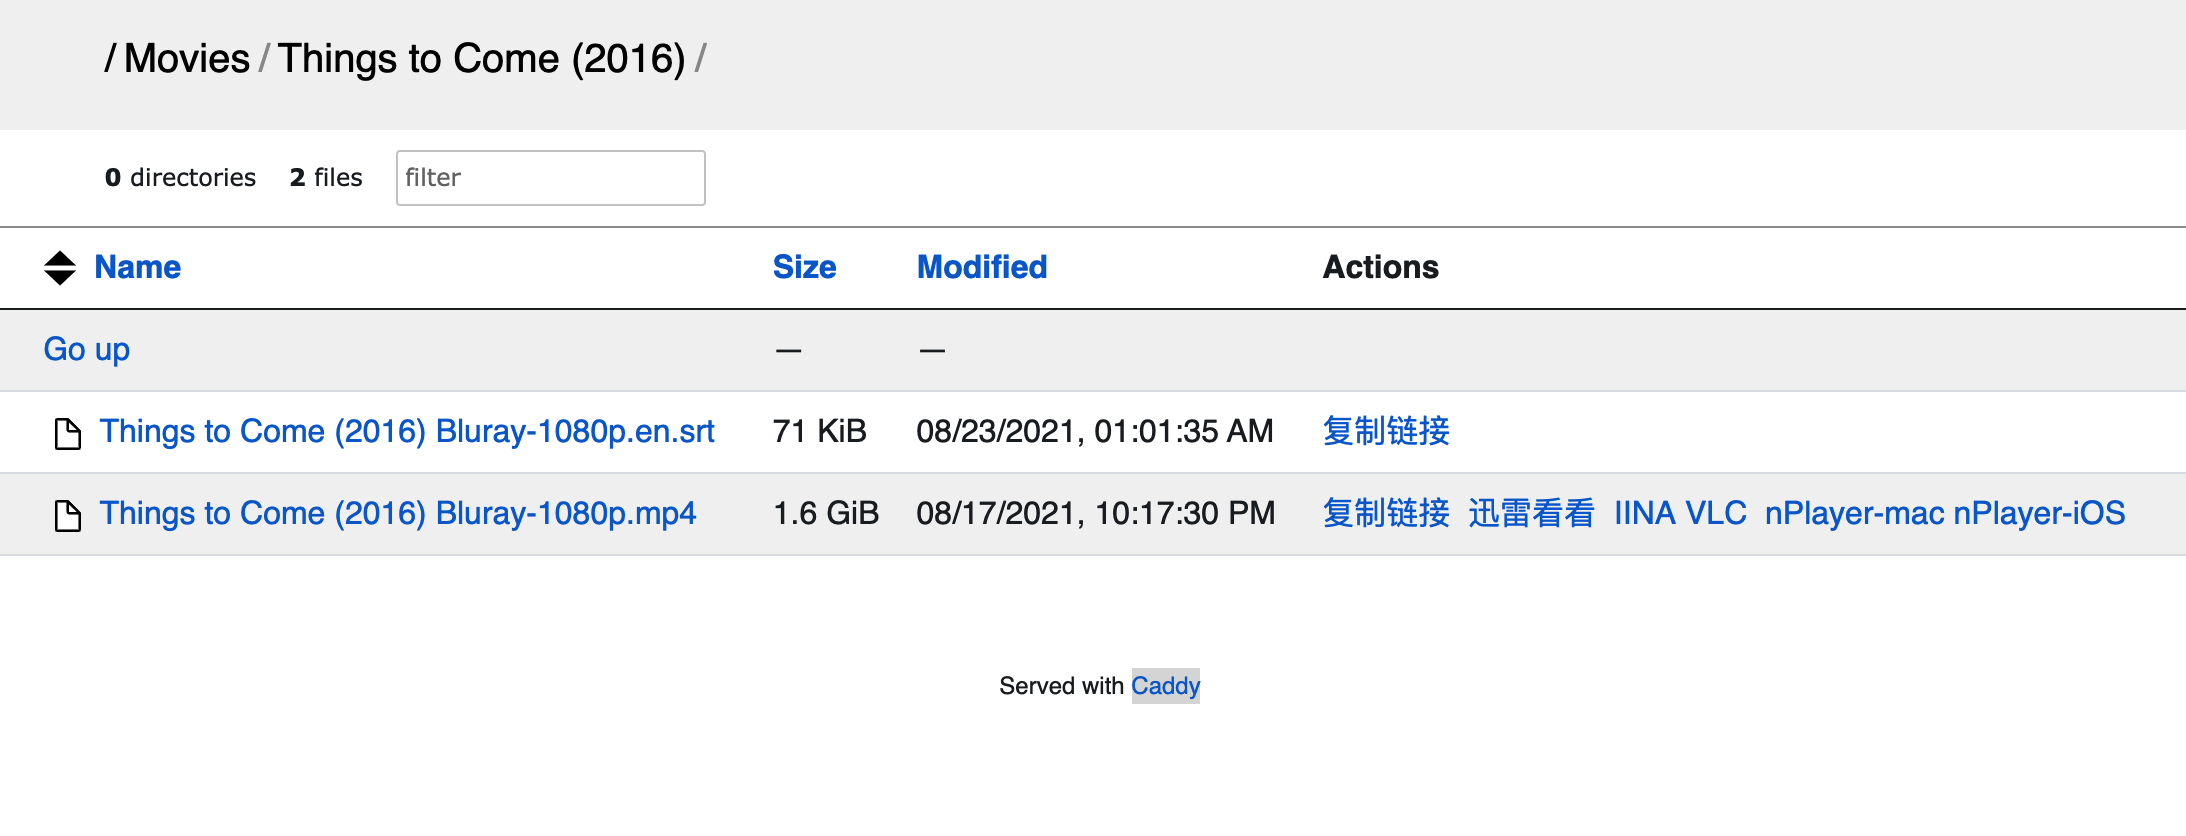 / Movies / Things to Come (2016) /
0 directories 2 files filter
Name Size Modified Actions
Go up — —
Things to Come (2016) Bluray-1080p.en.srt 71 KiB 08/23/2021, 01:01:35 AM 复制链接
Things to Come (2016) Bluray-1080p.mp4 1.6 GiB 08/17/2021, 10:17:30 PM 复制链接 迅雷看看 IINA VLC nPlayer-mac nPlayer-iOS
Served with Caddy